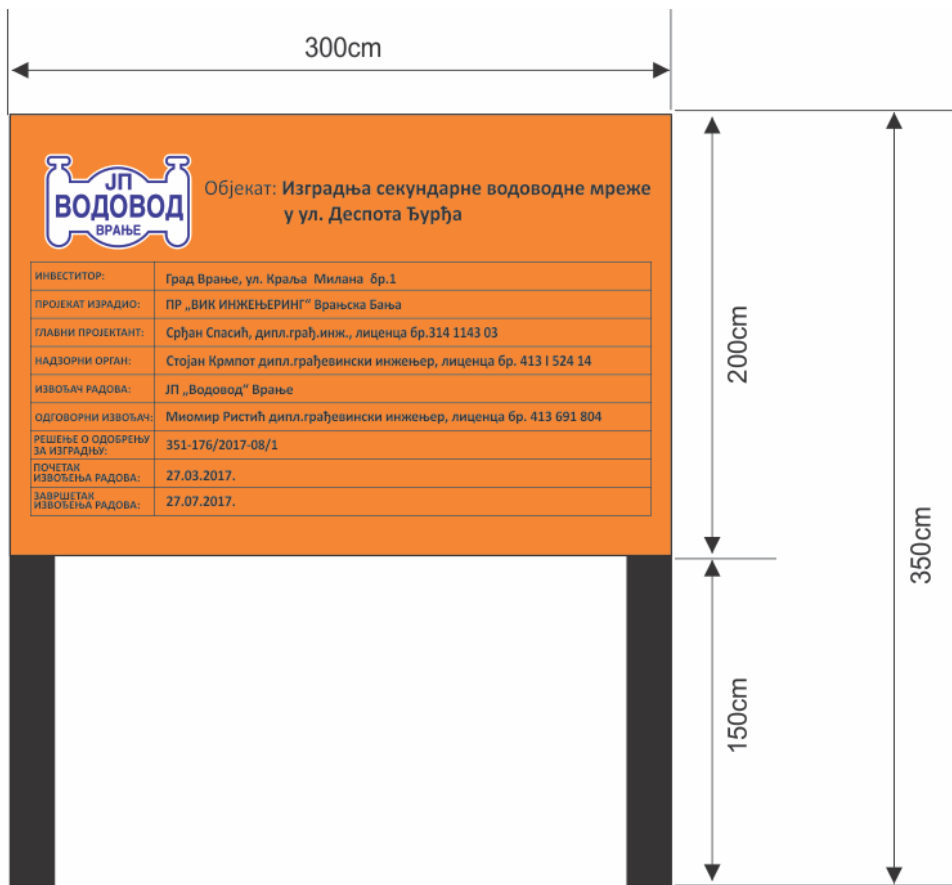 300cm
ЈП
ВОДОВОД
ВРАЊЕ
Објекат: Изградња секундарне водоводне мреже
у ул. Деспота Ђурђа
ИНВЕСТИТОР: Град Врање, ул. Краља Милана бр.1
ПРОЈЕКАТ ИЗРАДИО: ПР „ВИК ИНЖЕЊЕРИНГ“ Врањска Бања
ГЛАВНИ ПРОЈЕКТАНТ: Срђан Спасић, дипл.грађ.инж., лиценца бр.314 1143 03
НАДЗОРНИ ОРГАН: Стојан Крмпот дипл.грађевински инжењер, лиценца бр. 413 I 524 14
ИЗВОЂАЧ РАДОВА: ЈП „Водовод“ Врање
ОДГОВОРНИ ИЗВОЂАЧ: Миомир Ристић дипл.грађевински инжењер, лиценца бр. 413 691 804
РЕШЕЊЕ О ОДОБРЕЊУ
ЗА ИЗГРАДЊУ: 351-176/2017-08/1
ПОЧЕТАК
ИЗВОЂЕЊА РАДОВА: 27.03.2017.
ЗАВРШЕТАК
ИЗВОЂЕЊА РАДОВА: 27.07.2017.
200cm
150cm
350cm